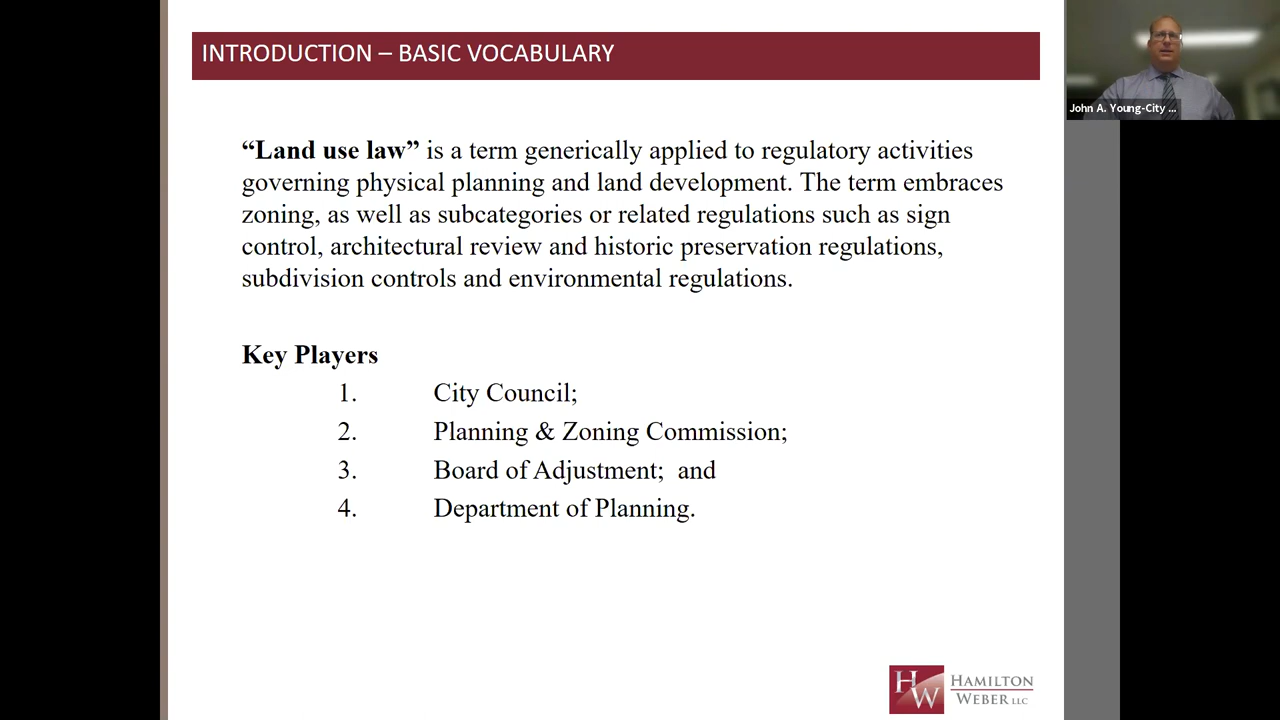 INTRODUCTION – BASIC VOCABULARY
John A. Young-City ...
“Land use law” is a term generically applied to regulatory activities
governing physical planning and land development. The term embraces
zoning, as well as subcategories or related regulations such as sign
control, architectural review and historic preservation regulations,
subdivision controls and environmental regulations.
Key Players
1. City Council;
2. Planning & Zoning Commission;
3. Board of Adjustment; and
4. Department of Planning.
HW HAMILTON
WEBER LLC